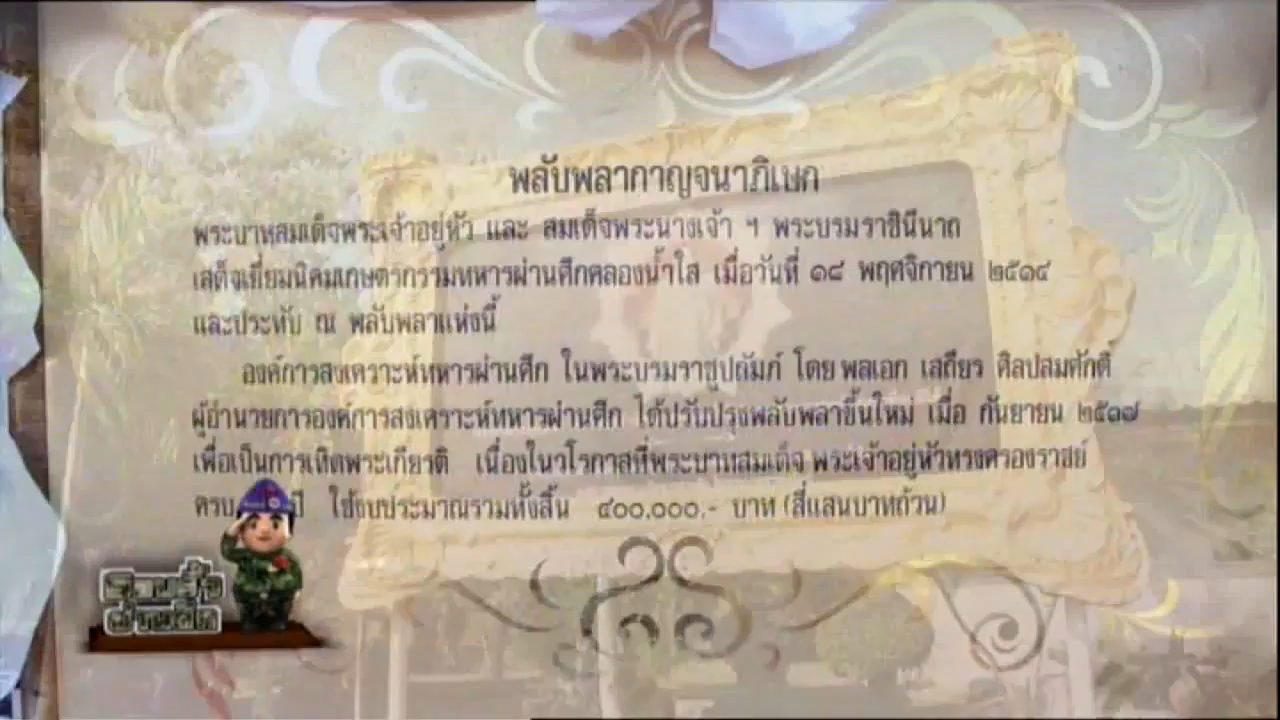 พลับพลากาญจนาภิเษก
พระบาทสมเด็จพระเจ้าอยู่หัว และ สมเด็จพระนางเจ้า ฯ พระบรมราชินีนาถ
เสด็จเยี่ยมนิคมเกษตรกรรมทหารผ่านศึกคลองน้ำใส เมื่อวันที่ ๑๘ พฤศจิกายน ๒๕๑๔
และประทับ ณ พลับพลาแห่งนี้
องค์การสงเคราะห์ทหารผ่านศึก ในพระบรมราชูปถัมภ์ โดย พลเอก เสถียร ศิลปสมศักดิ์
ผู้อำนวยการองค์การสงเคราะห์ทหารผ่านศึก ได้ปรับปรุงพลับพลาขึ้นใหม่ เมื่อ กันยายน ๒๕๓๗
เพื่อเป็นการเทิดพระเกียรติ เนื่องในวโรกาสที่พระบาทสมเด็จ พระเจ้าอยู่หัวทรงครองราสย์
ครบ ปี ใช้งบประมาณรวมทั้งสิ้น ๔๐๐,๐๐๐.- บาท (สี่แสนบาทถ้วน)
รอบรั้ว
ผ่านศึก